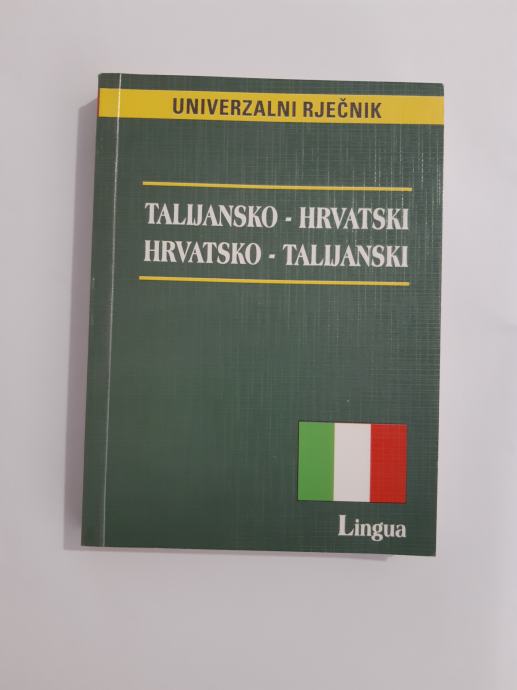 UNIVERZALNI RJEČNIK
TALIJANSKO - HRVATSKI
HRVATSKO - TALIJANSKI
Lingua